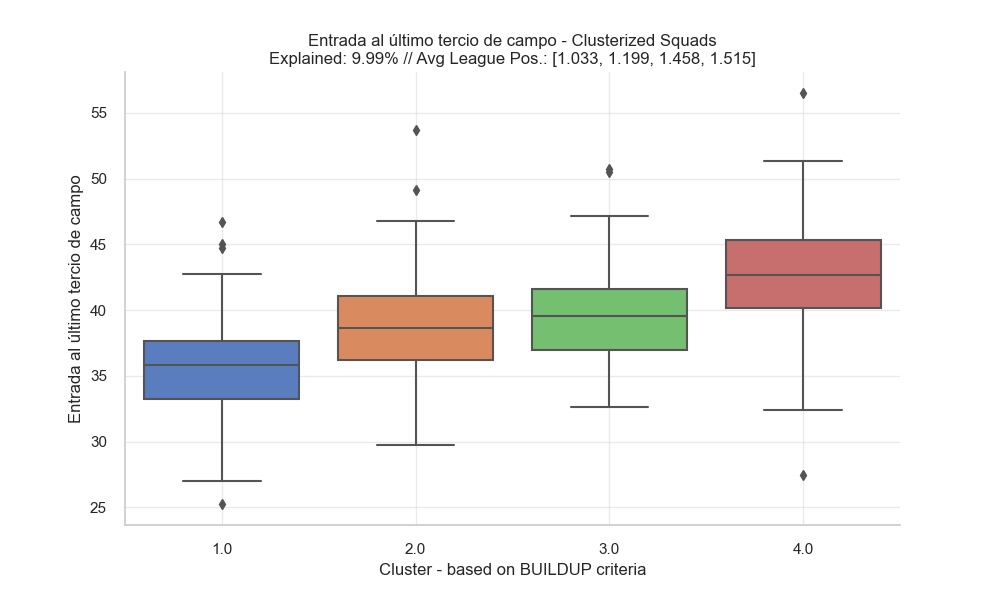 Entrada al último tercio de campo - Clusterized Squads
Explained: 9.99% // Avg League Pos.: [1.033, 1.199, 1.458, 1.515]
Entrada al último tercio de campo
55
50
45
40
35
30
25
1.0
2.0
3.0
4.0
Cluster - based on BUILDUP criteria